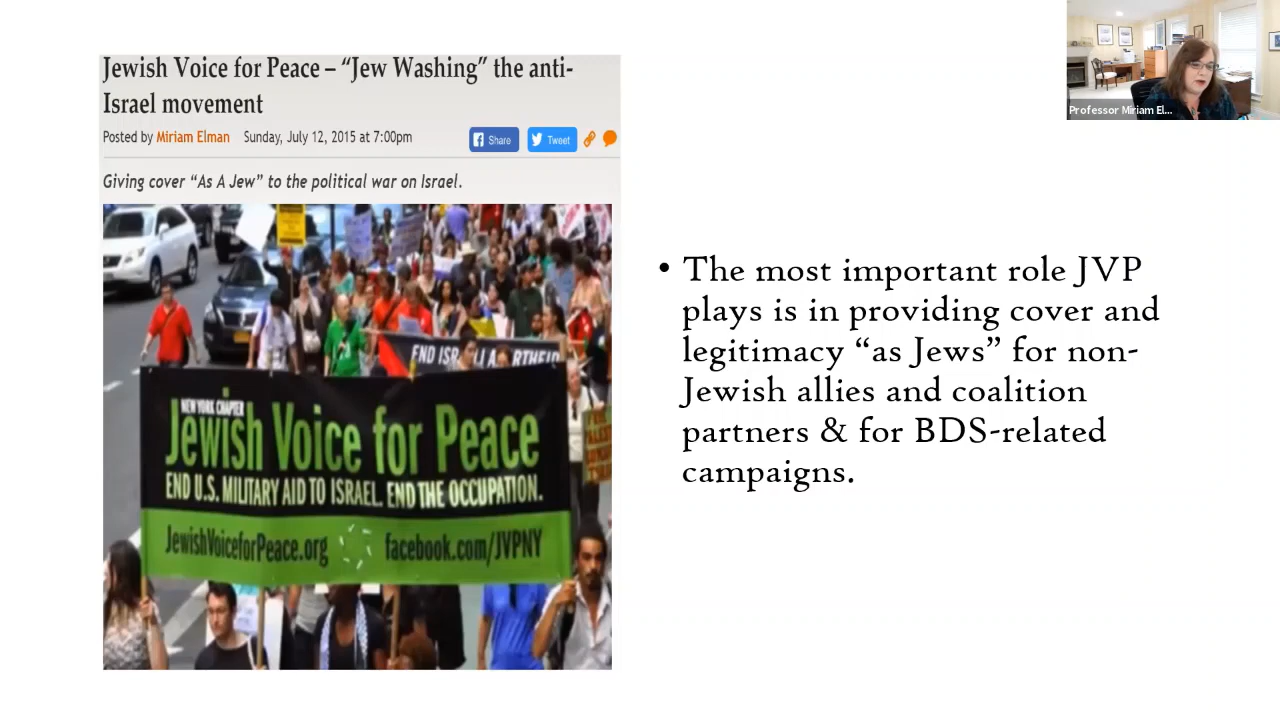 Jewish Voice for Peace – “Jew Washing” the anti-
Israel movement
Posted by Miriam Elman Sunday, July 12, 2015 at 7:00pm
Share
Tweet
Giving cover “As A Jew” to the political war on Israel.
END
NEW YORK CHAPTER
Jewish Voice for Peace
END U.S. MILITARY AID TO ISRAEL. END THE OCCUPATION.
JewishVoiceforPeace.org
facebook.com/JVPNY
• The most important role JVP
plays is in providing cover and
legitimacy “as Jews” for non-
Jewish allies and coalition
partners & for BDS-related
campaigns.
Professor Miriam El...